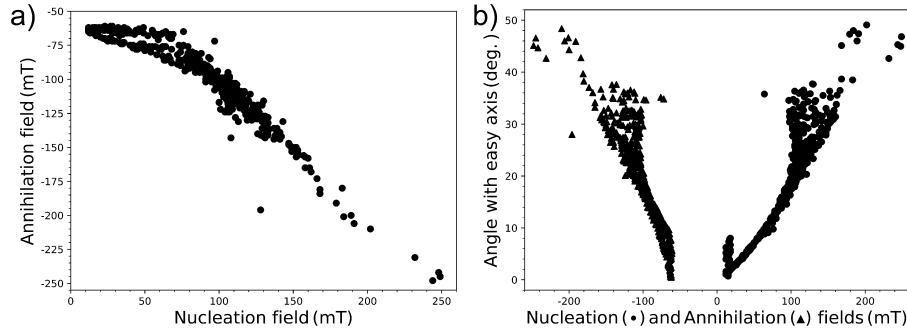 a)
-50
-75
-100
-125
-150
-175
-200
-225
-250
Annihilation field (mT)
0 50 100 150 200 250
Nucleation field (mT)
b)
50
40
30
20
10
0
Angle with easy axis (deg.)
-200 -100 0 100 200
Nucleation (•) and Annihilation (▲) fields (mT)